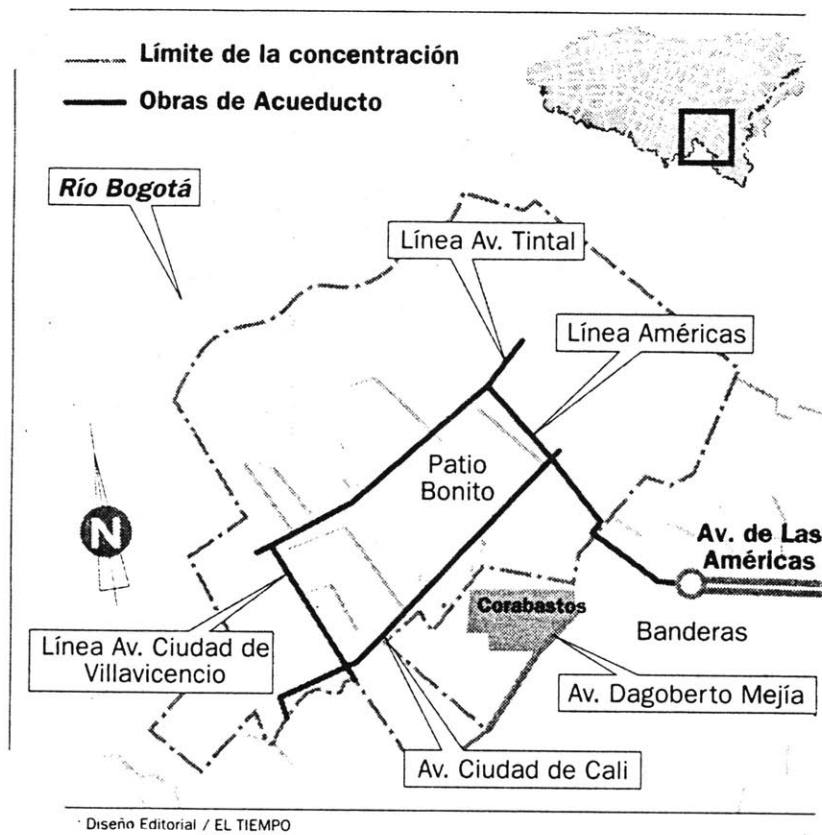 Límite de la concentración
Obras de Acueducto
Río Bogotá
Línea Av. Tintal
Línea Américas
Patio
Bonito
N
Av. de Las
Américas
Corabastos
Banderas
Línea Av. Ciudad de
Villavicencio
Av. Dagoberto Mejía
Av. Ciudad de Cali
Diseño Editorial / EL TIEMPO